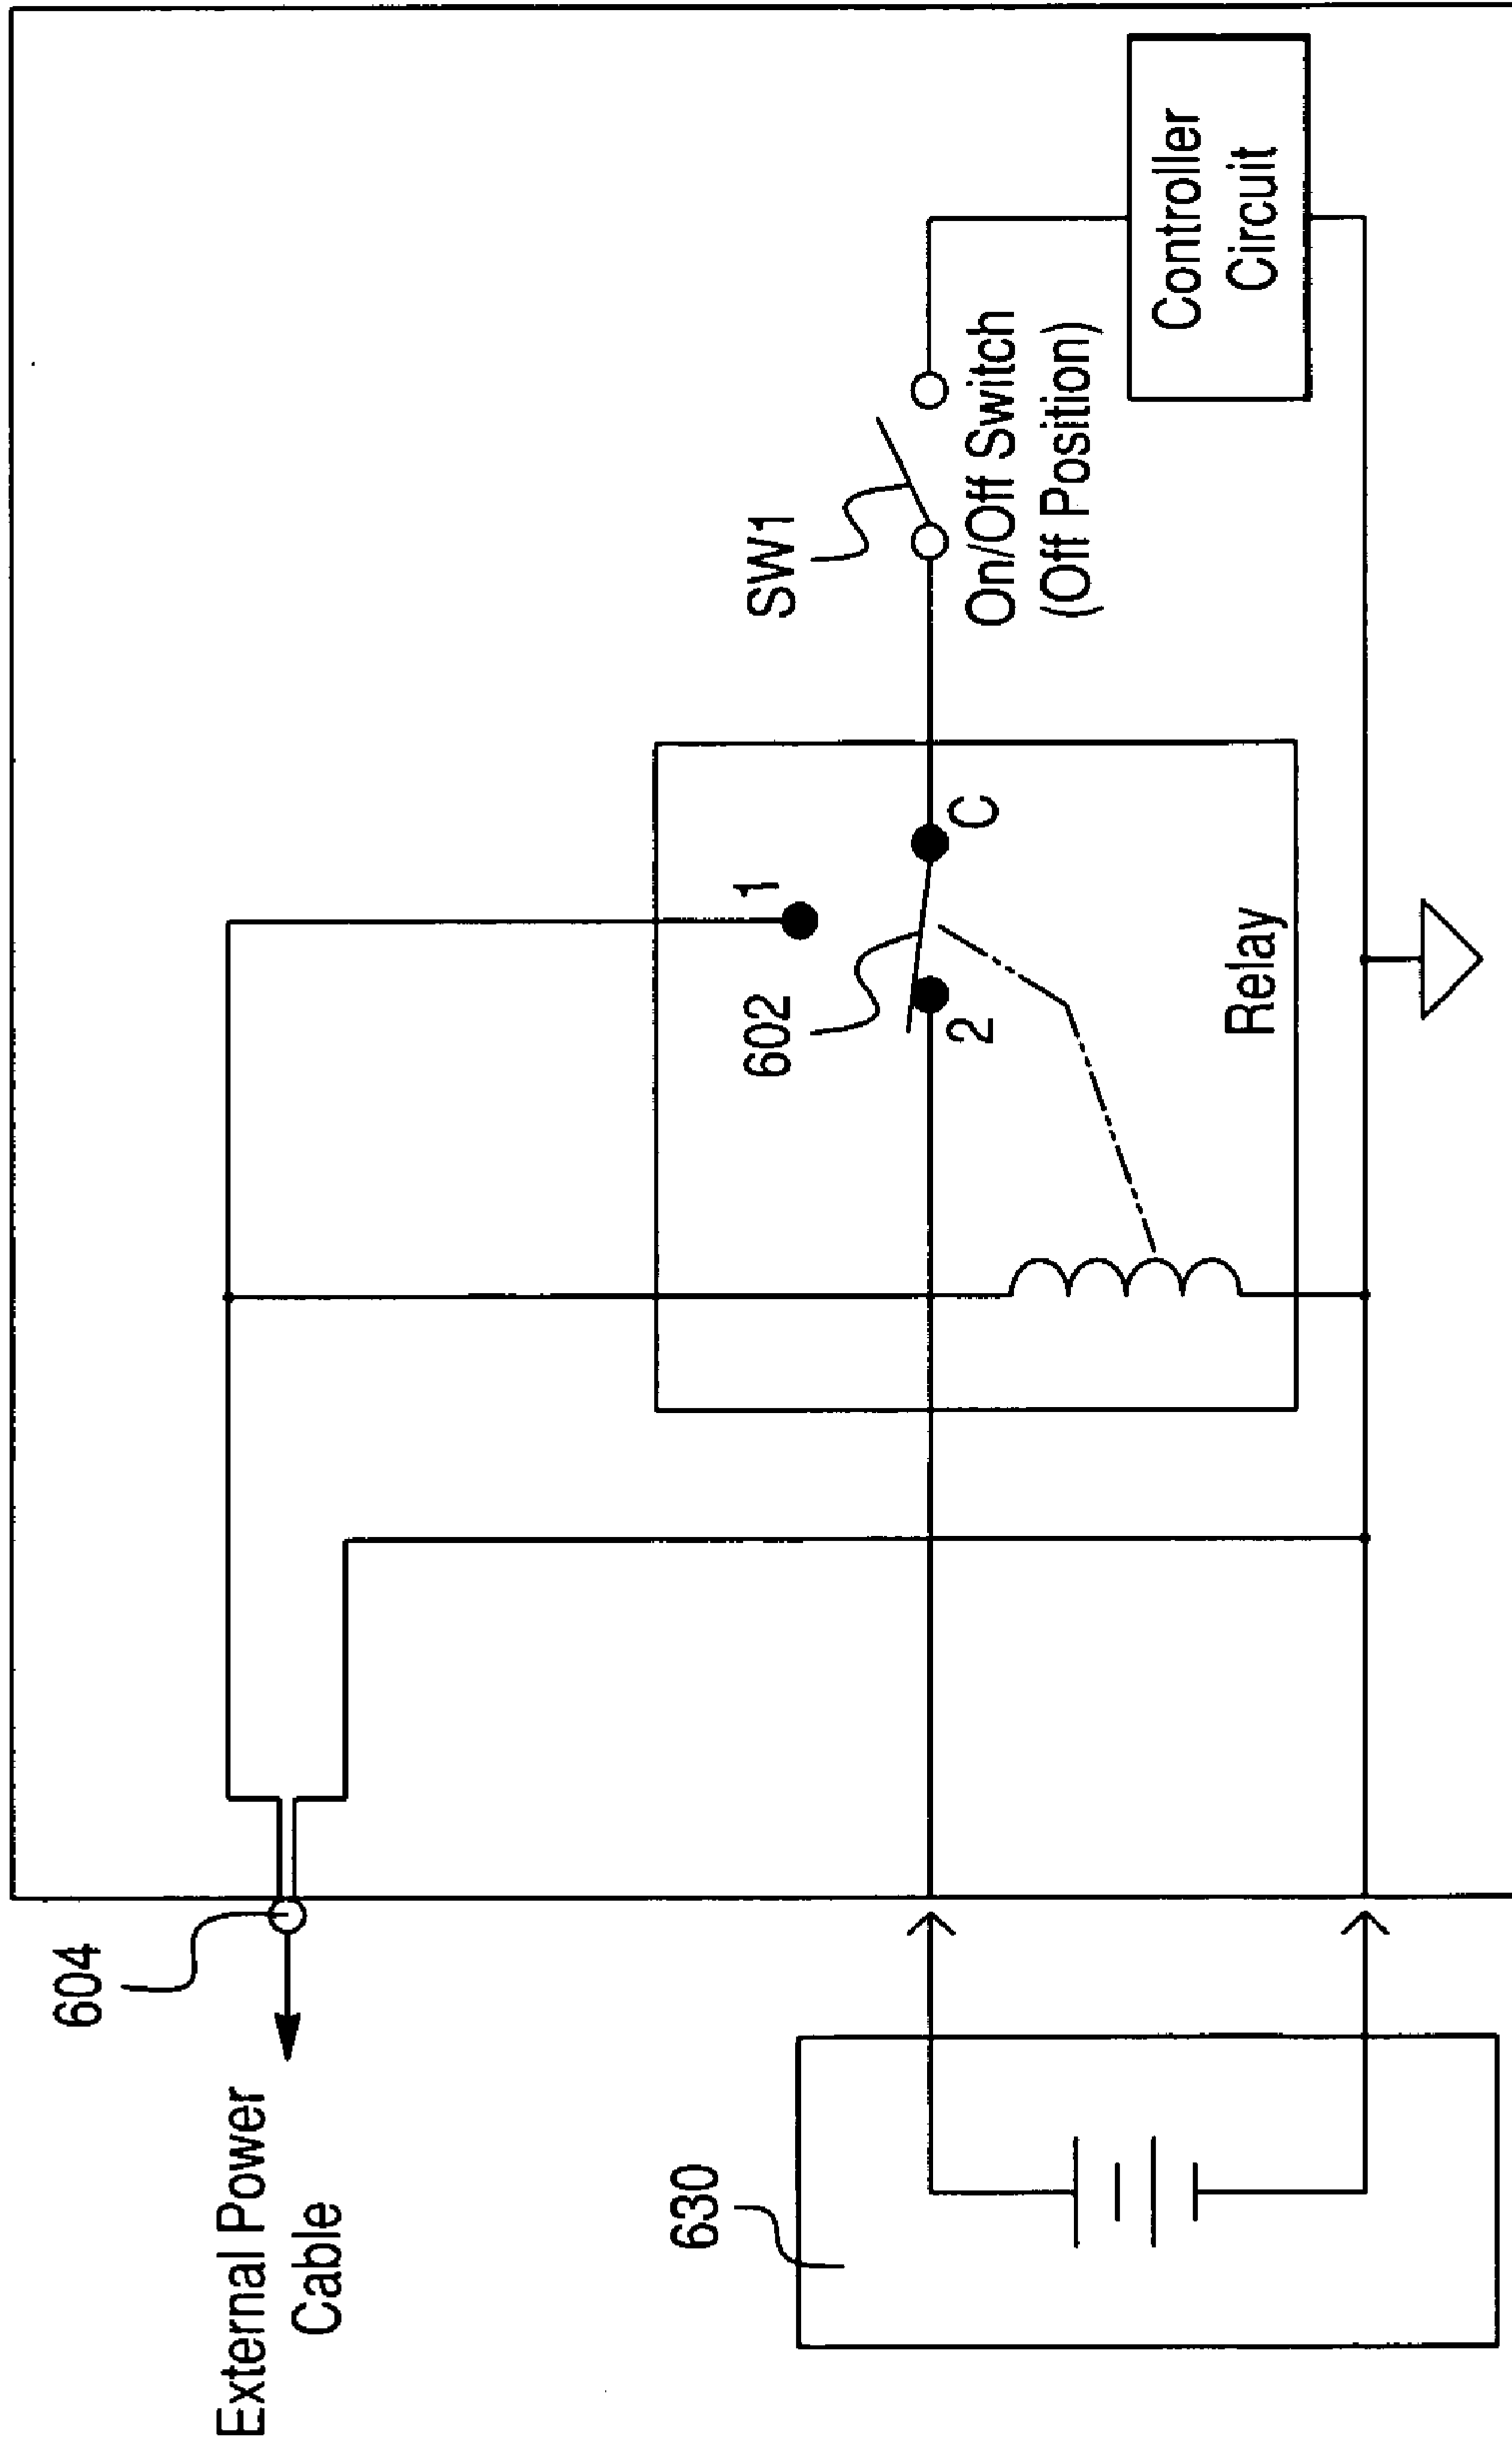 External Power
Cable
604
630
602
1
2
C
Relay
SW1
On/Off Switch
(Off Position)
Controller
Circuit